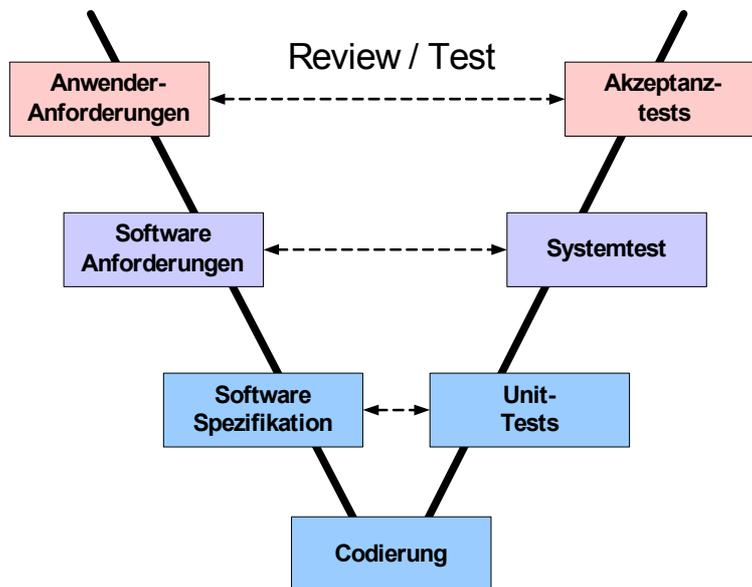 Review / Test
Anwender-
Anforderungen
Akzeptanz-
tests
Software
Anforderungen
Systemtest
Software
Spezifikation
Unit-
Tests
Codierung